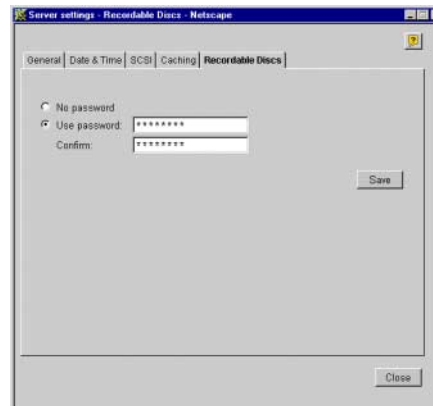 Server settings - Recordable Discs - Netscape
General Date & Time SCSI Caching Recordable Discs
No password
Use password: ********
Confirm: ********
Save
Close